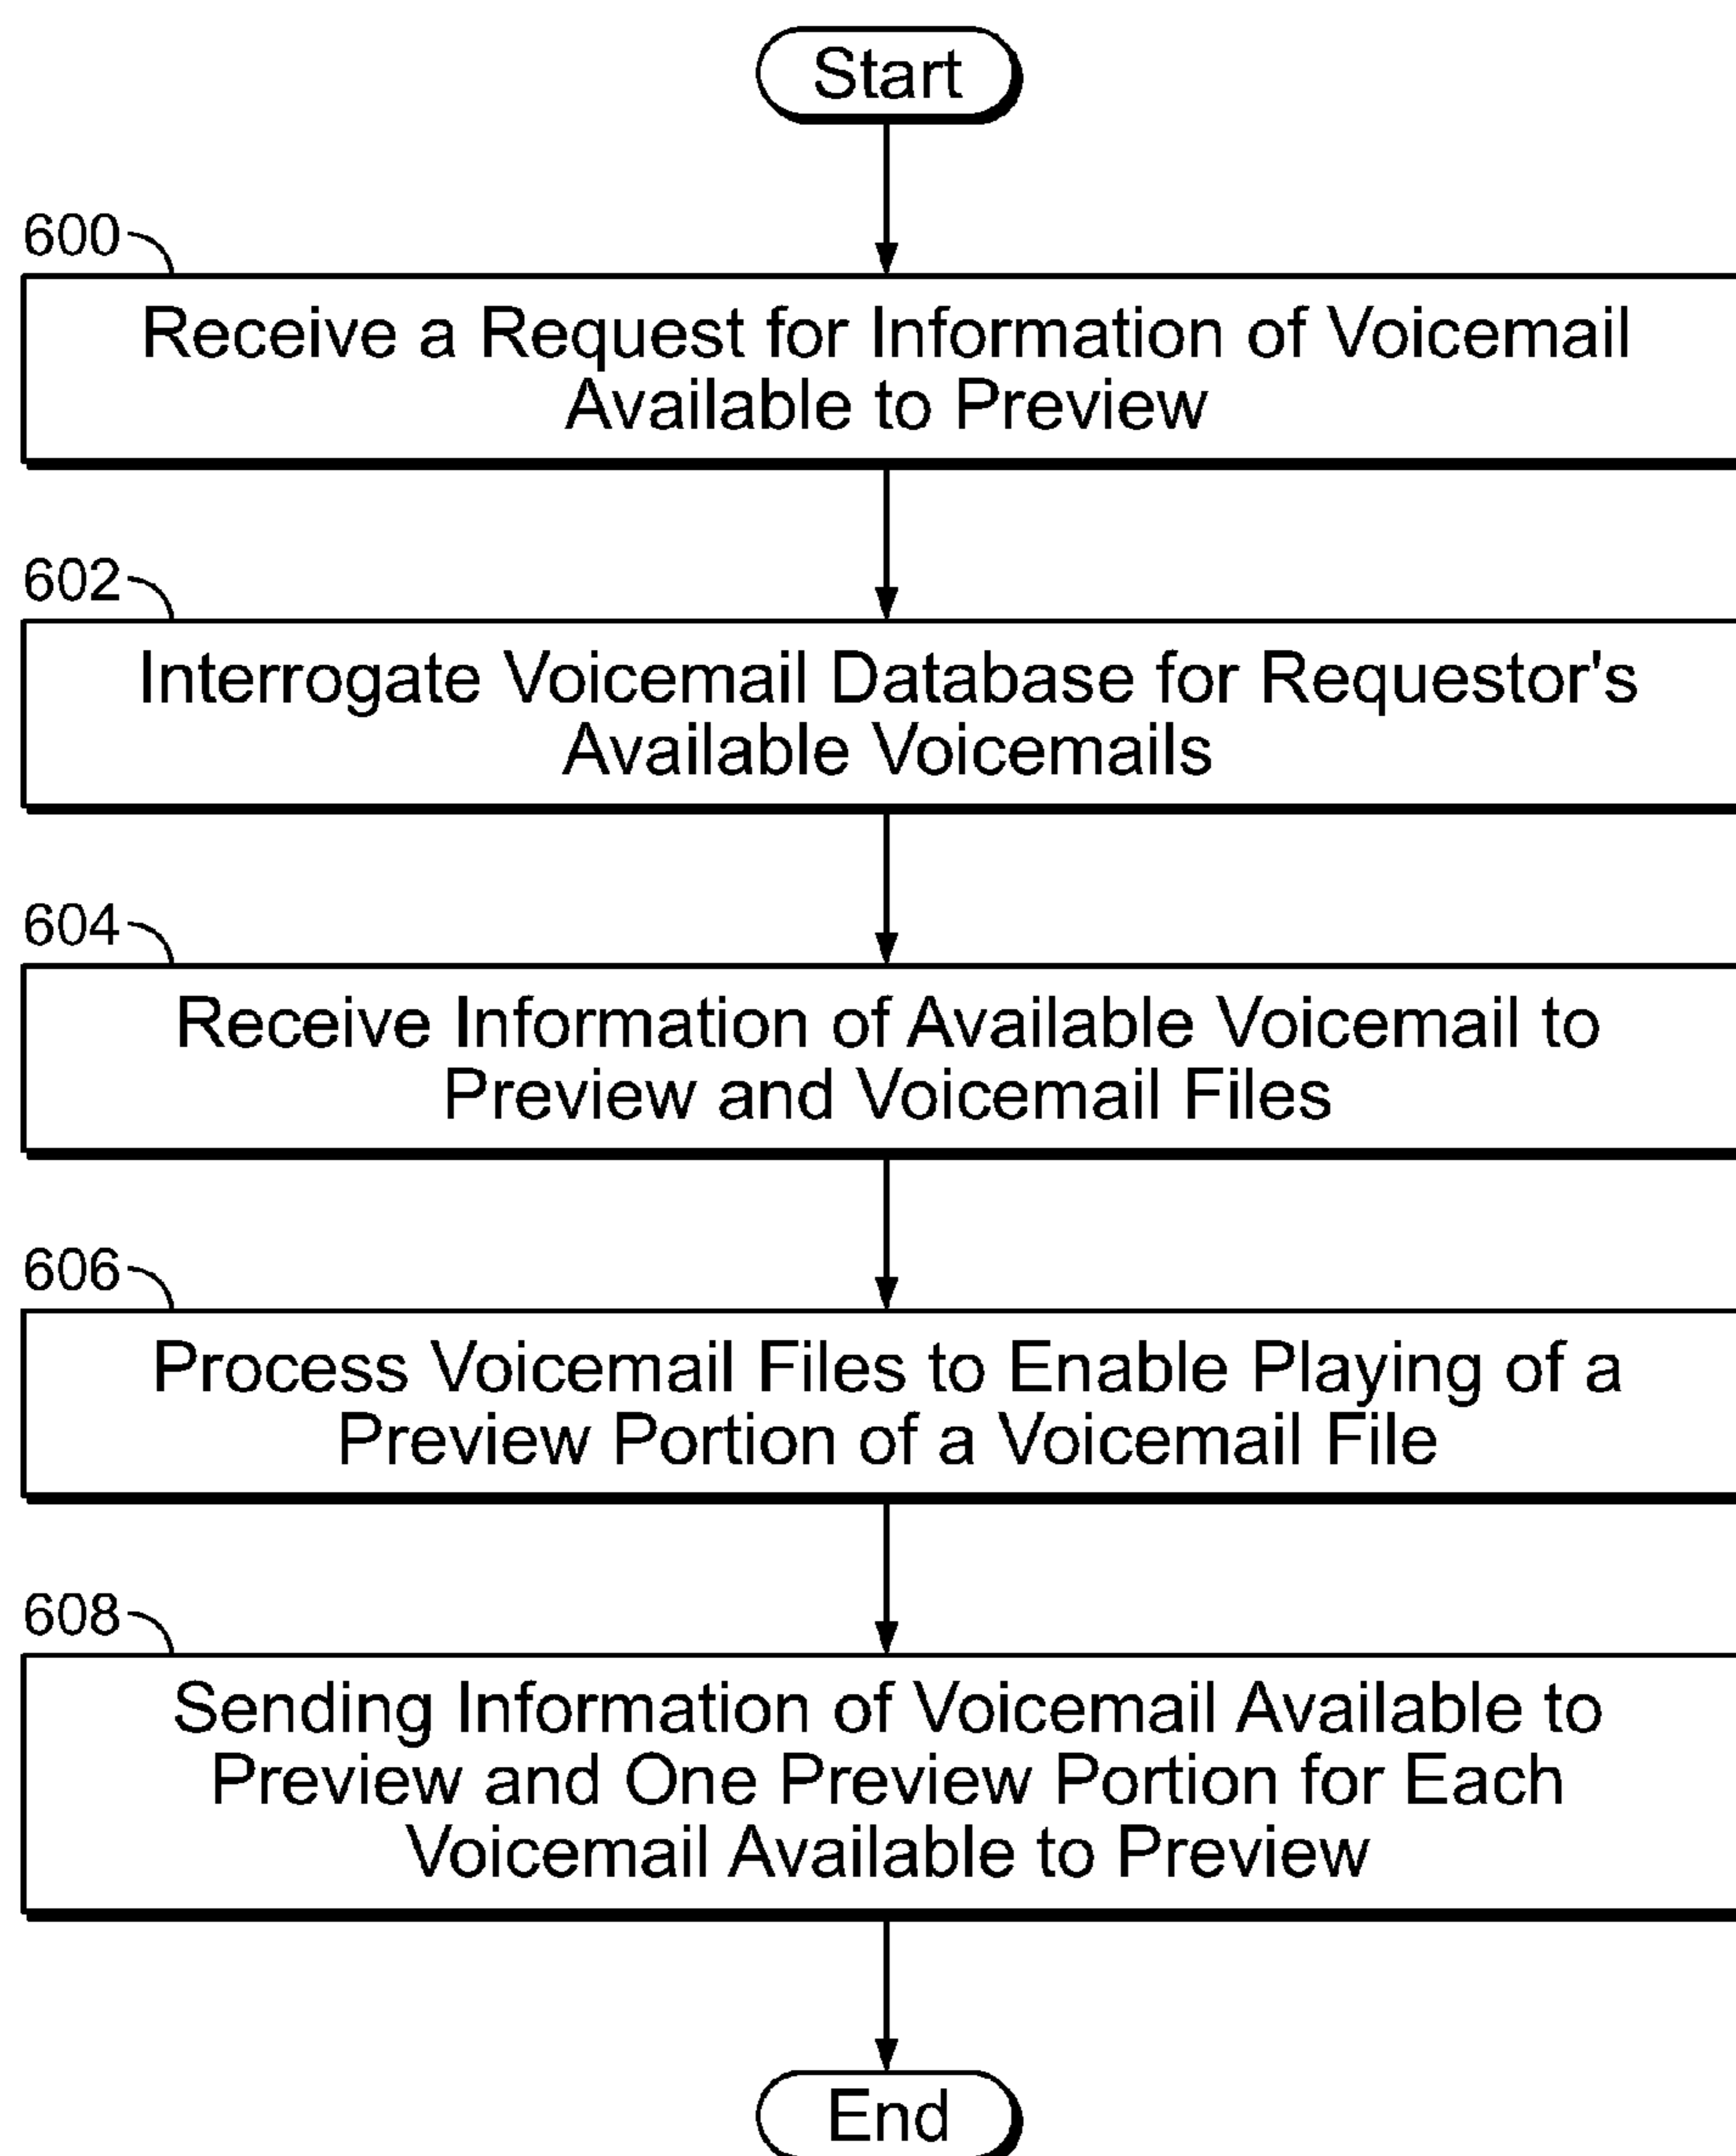 Start
600
Receive a Request for Information of Voicemail
Available to Preview
602
Interrogate Voicemail Database for Requestor's
Available Voicemails
604
Receive Information of Available Voicemail to
Preview and Voicemail Files
606
Process Voicemail Files to Enable Playing of a
Preview Portion of a Voicemail File
608
Sending Information of Voicemail Available to
Preview and One Preview Portion for Each
Voicemail Available to Preview
End